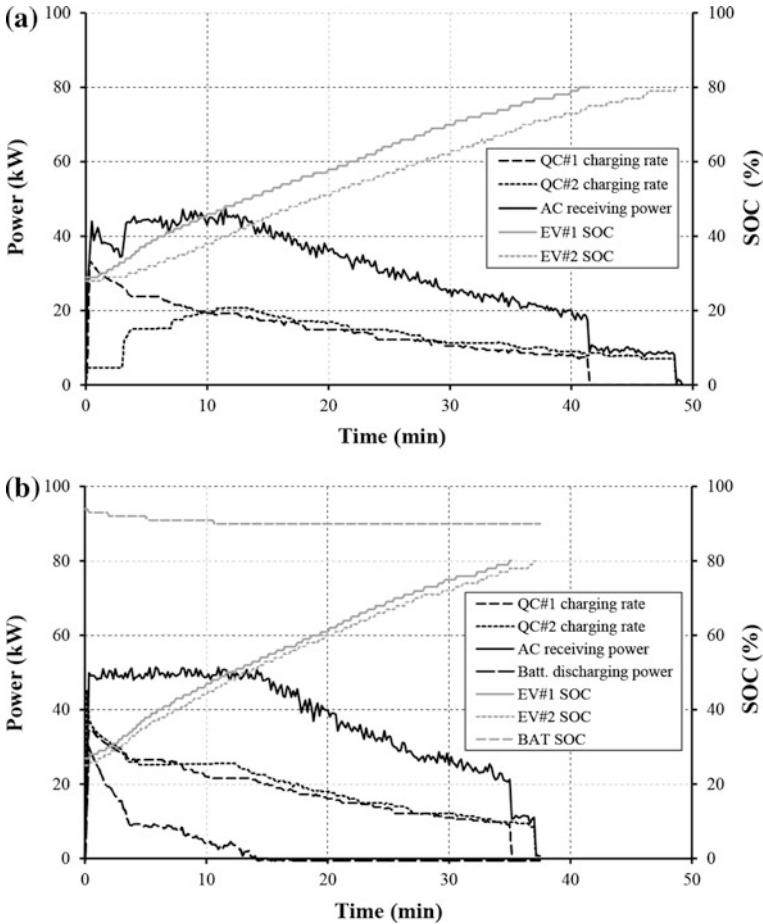 (a)
100
80
60
40
20
0
Power (kW)
100
80
60
40
20
0
SOC (%)
QC#1 charging rate
QC#2 charging rate
AC receiving power
EV#1 SOC
EV#2 SOC
0 10 20 30 40 50
Time (min)
(b)
100
80
60
40
20
0
Power (kW)
100
80
60
40
20
0
SOC (%)
QC#1 charging rate
QC#2 charging rate
AC receiving power
Batt. discharging power
EV#1 SOC
EV#2 SOC
BAT SOC
0 10 20 30 40 50
Time (min)